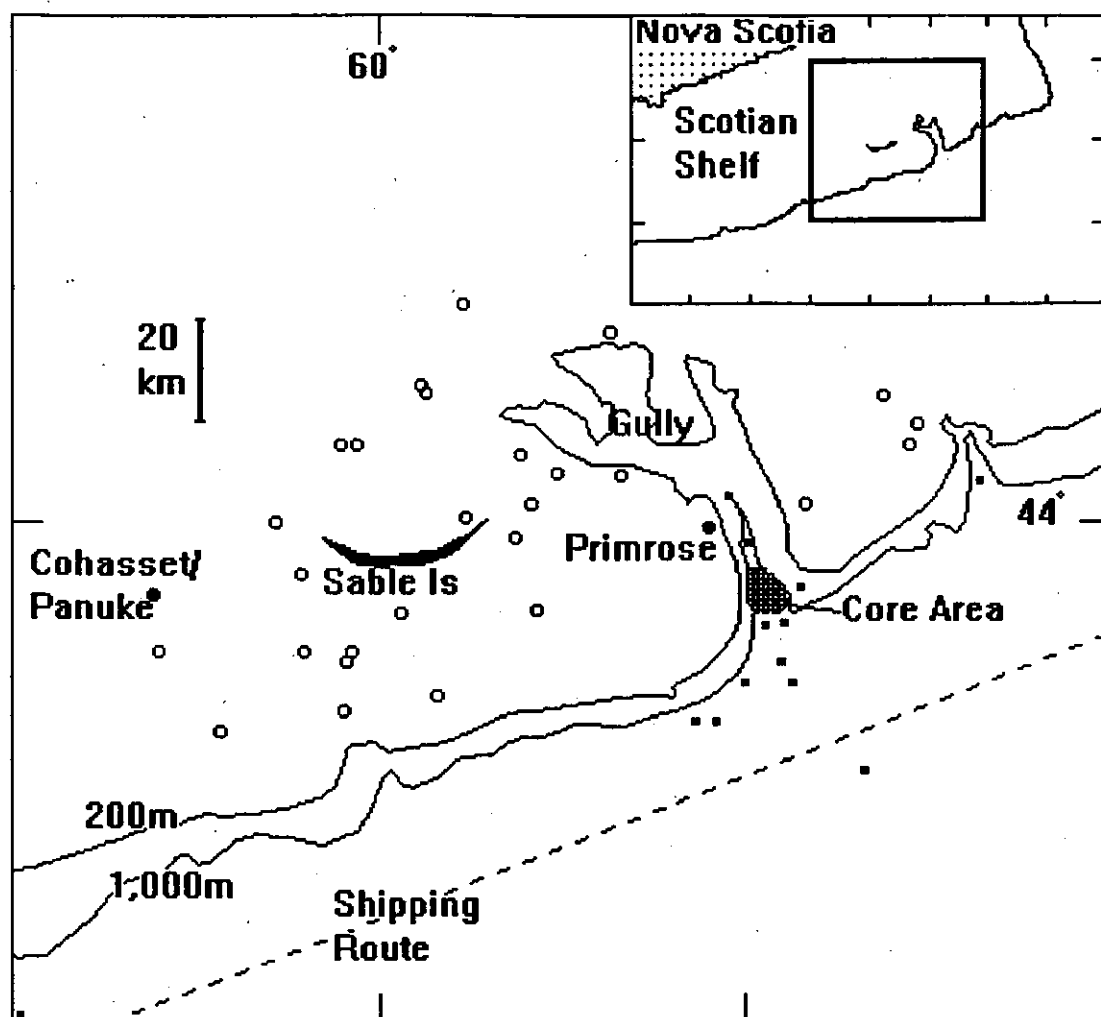 60°
Nova Scotia
Scotian
Shelf
20
km
Gully
44°
Cohasset/
Panuke
Sable Is
Primrose
Core Area
200m
1,000m
Shipping
Route